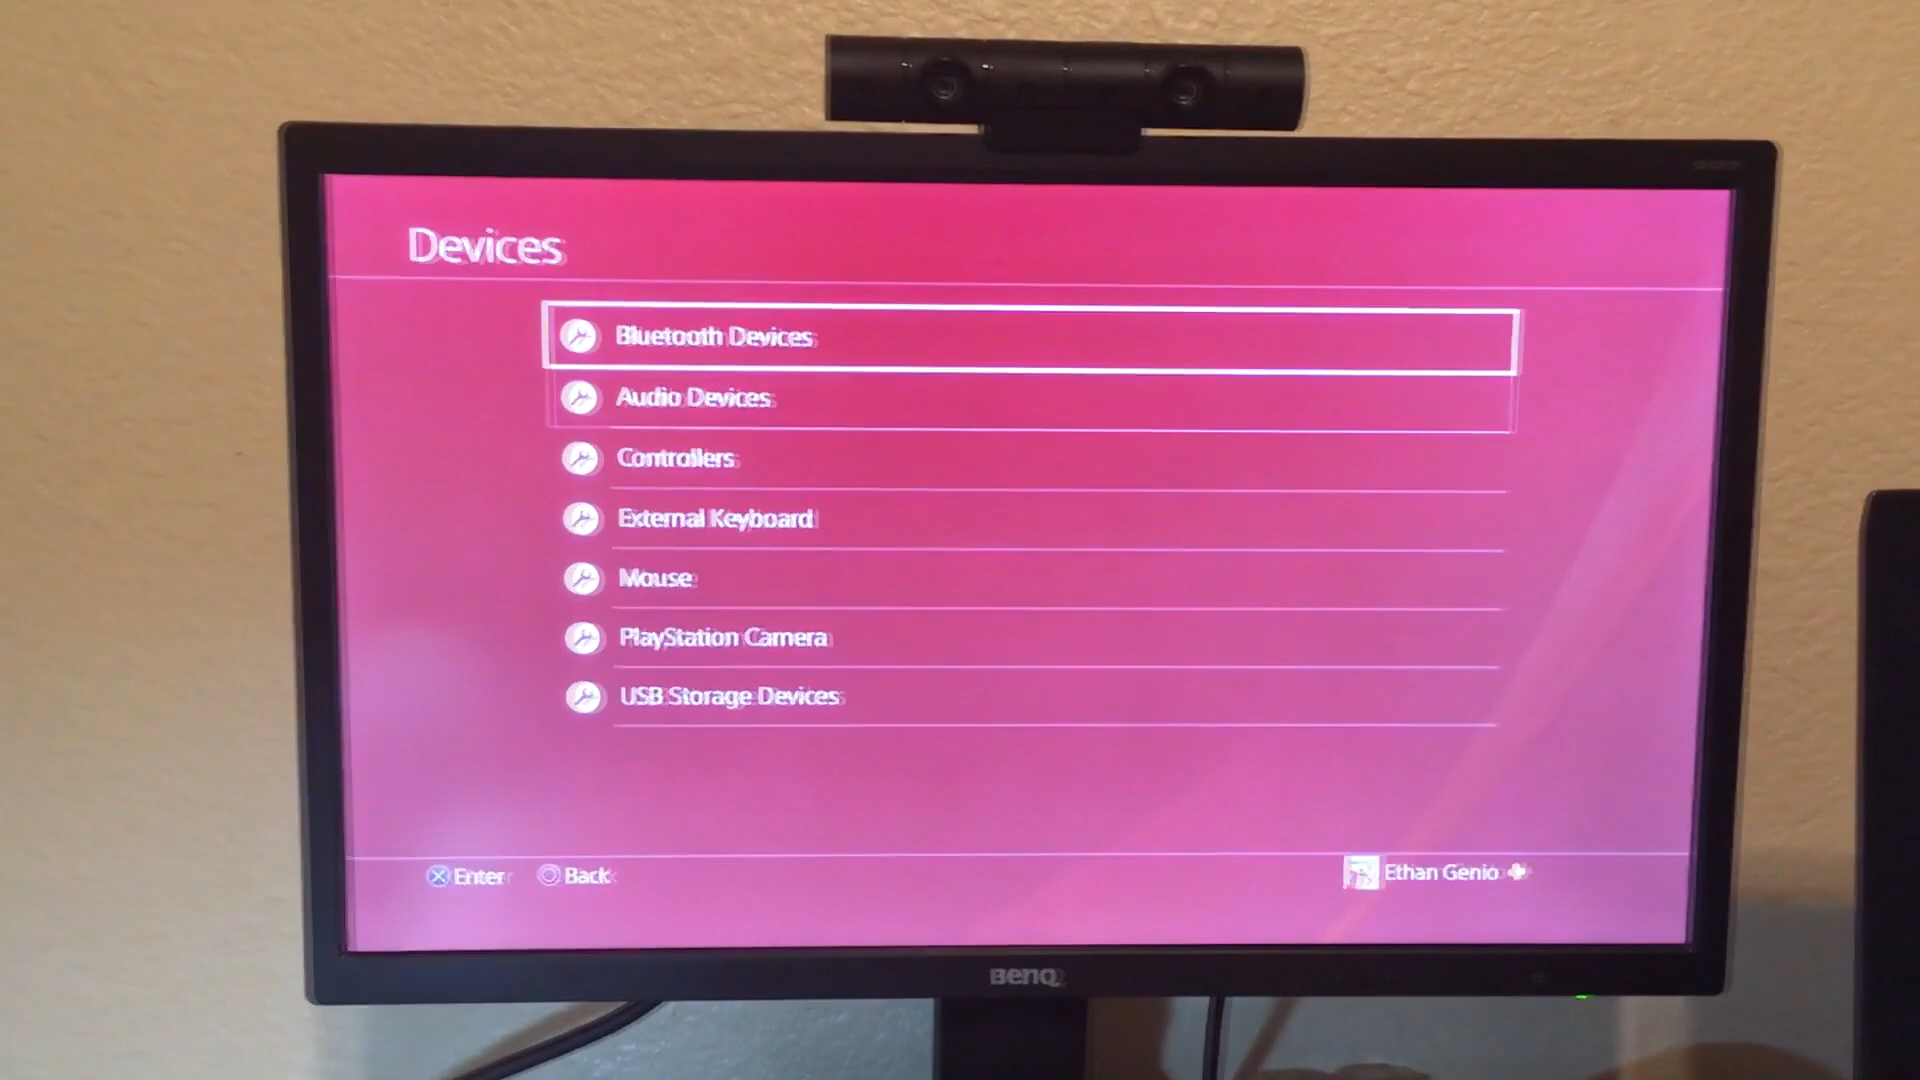 Devices
Bluetooth Devices
Audio Devices
Controllers
External Keyboard
Mouse
PlayStation Camera
USB Storage Devices
Enter Back
Ethan Genio
BenQ